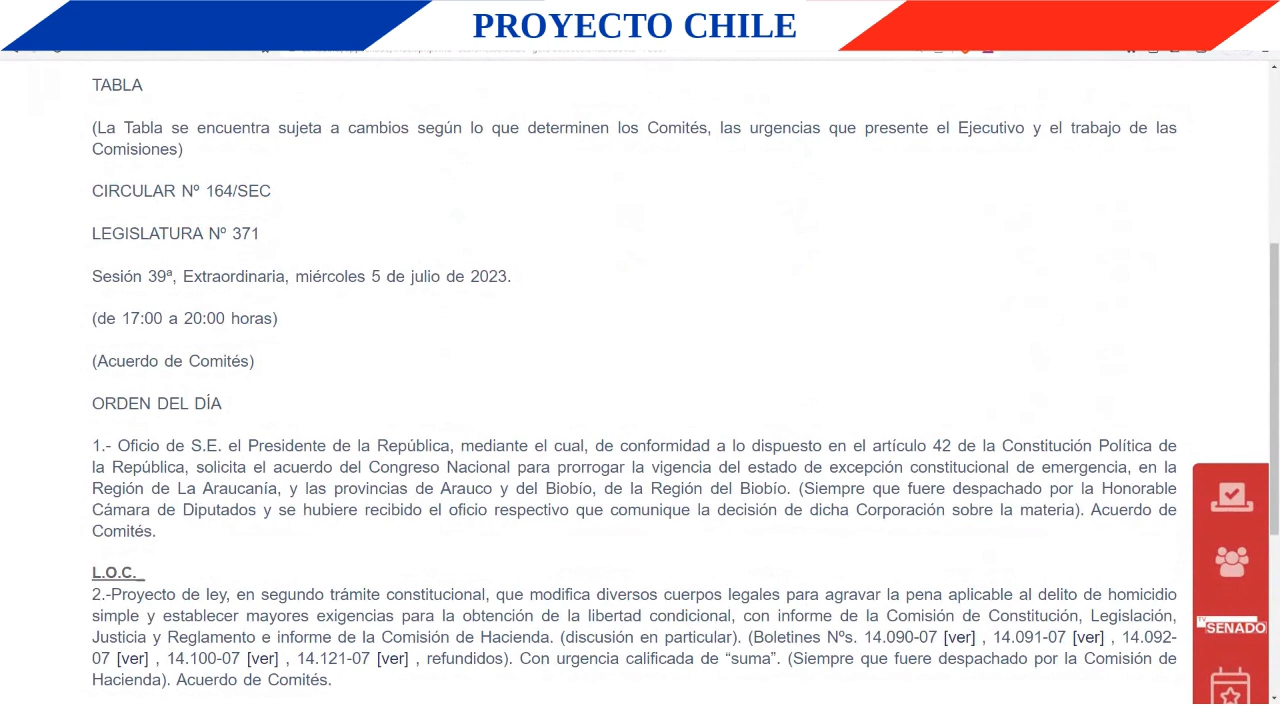 PROYECTO CHILE
TABLA
(La Tabla se encuentra sujeta a cambios según lo que determinen los Comités, las urgencias que presente el Ejecutivo y el trabajo de las
Comisiones)
CIRCULAR Nº 164/SEC
LEGISLATURA Nº 371
Sesión 39ª, Extraordinaria, miércoles 5 de julio de 2023.
(de 17:00 a 20:00 horas)
(Acuerdo de Comités)
ORDEN DEL DÍA
1.- Oficio de S.E. el Presidente de la República, mediante el cual, de conformidad a lo dispuesto en el artículo 42 de la Constitución Política de
la República, solicita el acuerdo del Congreso Nacional para prorrogar la vigencia del estado de excepción constitucional de emergencia, en la
Región de La Araucanía, y las provincias de Arauco y del Biobío, de la Región del Biobío. (Siempre que fuere despachado por la Honorable
Cámara de Diputados y se hubiere recibido el oficio respectivo que comunique la decisión de dicha Corporación sobre la materia). Acuerdo de
Comités.
L.O.C.
2.-Proyecto de ley, en segundo trámite constitucional, que modifica diversos cuerpos legales para agravar la pena aplicable al delito de homicidio
simple y establecer mayores exigencias para la obtención de la libertad condicional, con informe de la Comisión de Constitución, Legislación,
Justicia y Reglamento e informe de la Comisión de Hacienda. (discusión en particular). (Boletines Nºs. 14.090-07 [ver] , 14.091-07 [ver] , 14.092-
07 [ver] , 14.100-07 [ver] , 14.121-07 [ver] , refundidos). Con urgencia calificada de “suma”. (Siempre que fuere despachado por la Comisión de
Hacienda). Acuerdo de Comités.
TV
SENADO